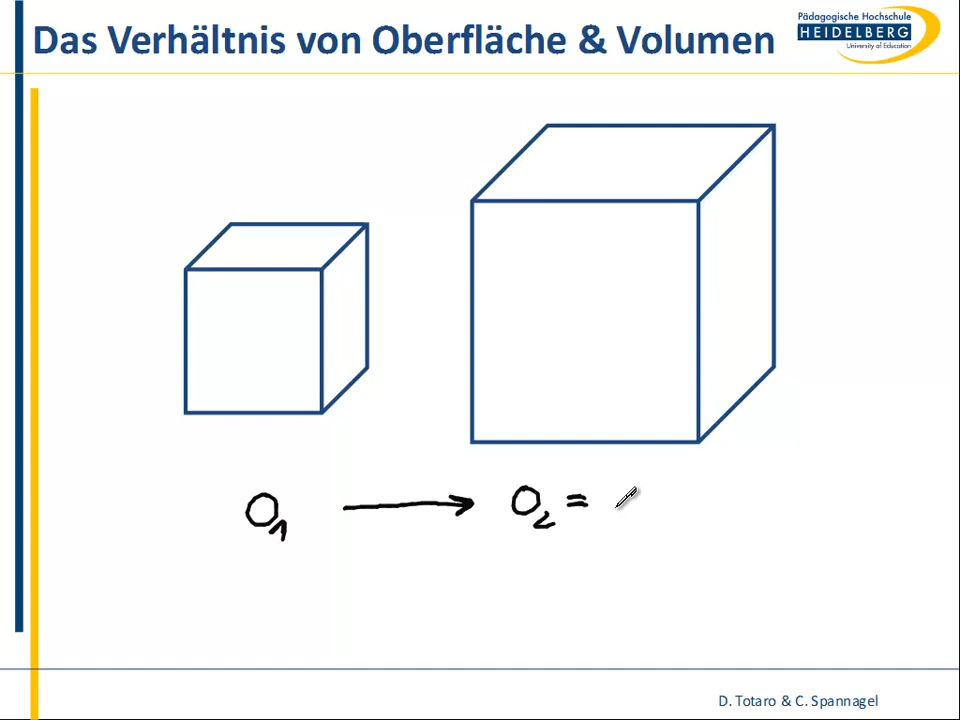 Das Verhältnis von Oberfläche & Volumen
Pädagogische Hochschule
HEIDELBERG
University of Education
O₁ → O₂ =
D. Totaro & C. Spannagel